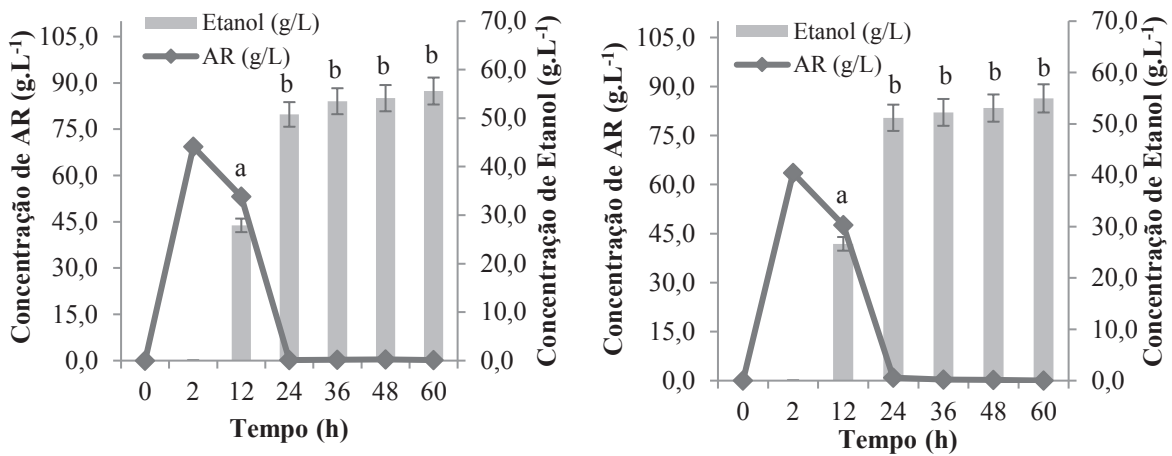 Concentração de AR (g.L⁻¹)
105,0
90,0
75,0
60,0
45,0
30,0
15,0
0,0
Etanol (g/L)
AR (g/L)
a
b
b
b
b
70,0
60,0
50,0
40,0
30,0
20,0
10,0
0,0
Concentração de Etanol (g.L⁻¹)
0 2 12 24 36 48 60
Tempo (h)
Concentração de AR (g.L⁻¹)
105,0
90,0
75,0
60,0
45,0
30,0
15,0
0,0
Etanol (g/L)
AR (g/L)
a
b
b
b
b
70,0
60,0
50,0
40,0
30,0
20,0
10,0
0,0
Concentração de Etanol (g.L⁻¹)
0 2 12 24 36 48 60
Tempo (h)